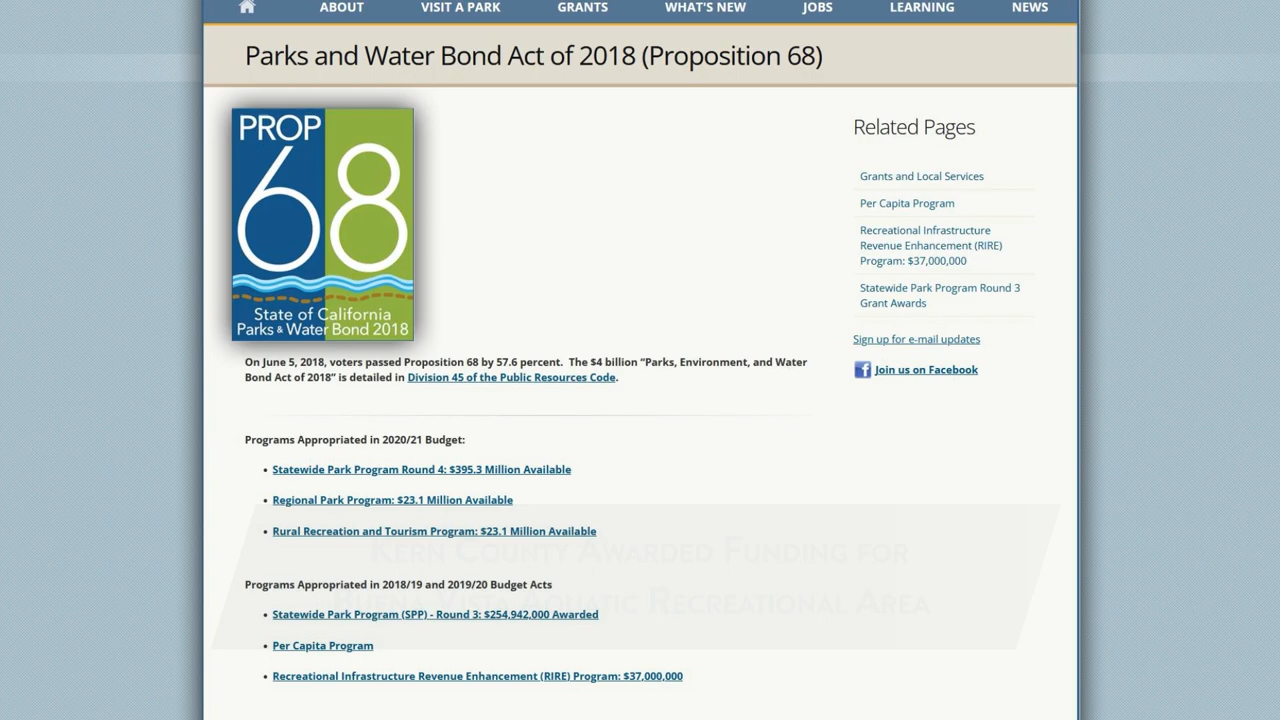 ABOUT VISIT A PARK GRANTS WHAT'S NEW JOBS LEARNING NEWS
Parks and Water Bond Act of 2018 (Proposition 68)
PROP
68
State of California
Parks & Water Bond 2018
On June 5, 2018, voters passed Proposition 68 by 57.6 percent. The $4 billion “Parks, Environment, and Water
Bond Act of 2018” is detailed in Division 45 of the Public Resources Code.
Programs Appropriated in 2020/21 Budget:
• Statewide Park Program Round 4: $395.3 Million Available
• Regional Park Program: $23.1 Million Available
• Rural Recreation and Tourism Program: $23.1 Million Available
Programs Appropriated in 2018/19 and 2019/20 Budget Acts
• Statewide Park Program (SPP) - Round 3: $254,942,000 Awarded
• Per Capita Program
• Recreational Infrastructure Revenue Enhancement (RIRE) Program: $37,000,000
Related Pages
Grants and Local Services
Per Capita Program
Recreational Infrastructure
Revenue Enhancement (RIRE)
Program: $37,000,000
Statewide Park Program Round 3
Grant Awards
Sign up for e-mail updates
Join us on Facebook
Kern County Awarded Funding for
Buena Vista Aquatic Recreational Area